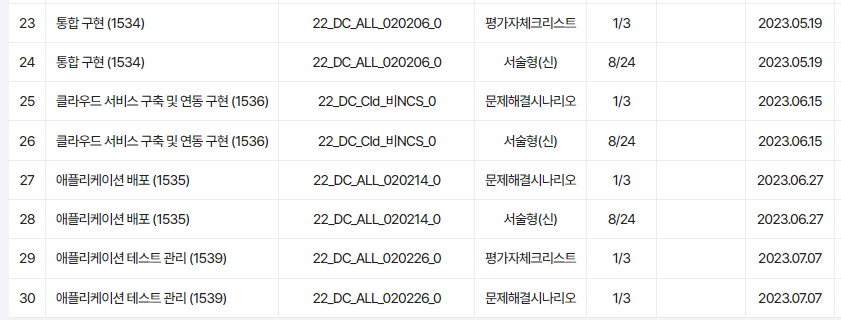 23 통합 구현 (1534) 22_DC_ALL_020206_0 평가자체크리스트 1/3 2023.05.19
24 통합 구현 (1534) 22_DC_ALL_020206_0 서술형(신) 8/24 2023.05.19
25 클라우드 서비스 구축 및 연동 구현 (1536) 22_DC_Cld_비NCS_0 문제해결시나리오 1/3 2023.06.15
26 클라우드 서비스 구축 및 연동 구현 (1536) 22_DC_Cld_비NCS_0 서술형(신) 8/24 2023.06.15
27 애플리케이션 배포 (1535) 22_DC_ALL_020214_0 문제해결시나리오 1/3 2023.06.27
28 애플리케이션 배포 (1535) 22_DC_ALL_020214_0 서술형(신) 8/24 2023.06.27
29 애플리케이션 테스트 관리 (1539) 22_DC_ALL_020226_0 평가자체크리스트 1/3 2023.07.07
30 애플리케이션 테스트 관리 (1539) 22_DC_ALL_020226_0 문제해결시나리오 1/3 2023.07.07